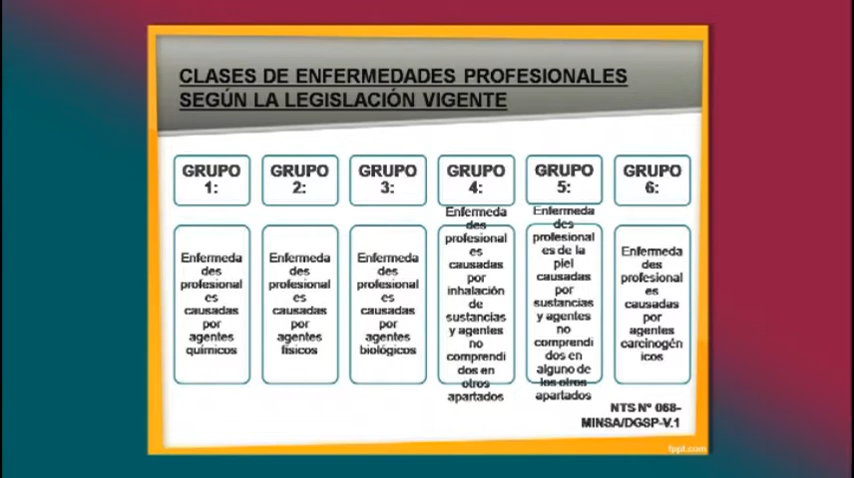 CLASES DE ENFERMEDADES PROFESIONALES
SEGÚN LA LEGISLACIÓN VIGENTE
GRUPO
1:
Enfermeda
des
profesional
es
causadas
por
agentes
químicos
GRUPO
2:
Enfermeda
des
profesional
es
causadas
por
agentes
físicos
GRUPO
3:
Enfermeda
des
profesional
es
causadas
por
agentes
biológicos
GRUPO
4:
Enfermeda
des
profesional
es
causadas
por
inhalación
de
sustancias
y agentes
no
comprendi
dos en
otros
apartados
GRUPO
5:
Enfermeda
des
profesional
es de la
piel
causadas
por
sustancias
y agentes
no
comprendi
dos en
alguno de
los otros
apartados
GRUPO
6:
Enfermeda
des
profesional
es
causadas
por
agentes
carcinogén
icos
NTS Nº 068-
MINSA/DGSP-V.1
fppt.com